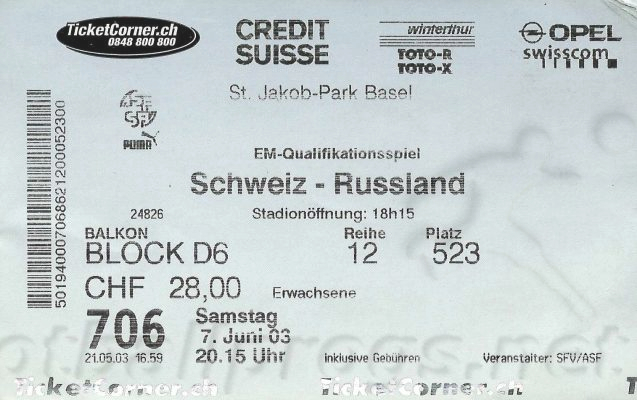 TicketCorner.ch
0848 800 800
CREDIT SUISSE
winterthur
TOTO-R
TOTO-X
OPEL
swisscom
St. Jakob-Park Basel
SFV
PUMA
EM-Qualifikationsspiel
Schweiz - Russland
24826
Stadionöffnung: 18h15
BALKON
Reihe
Platz
BLOCK D6
12
523
CHF 28,00
Erwachsene
706
Samstag
7. Juni 03
21.05.03 16.59
20.15 Uhr
inklusive Gebühren
Veranstalter: SFV/ASF
TicketCorner.ch
TicketCorner.ch
5019400070686212000 52300